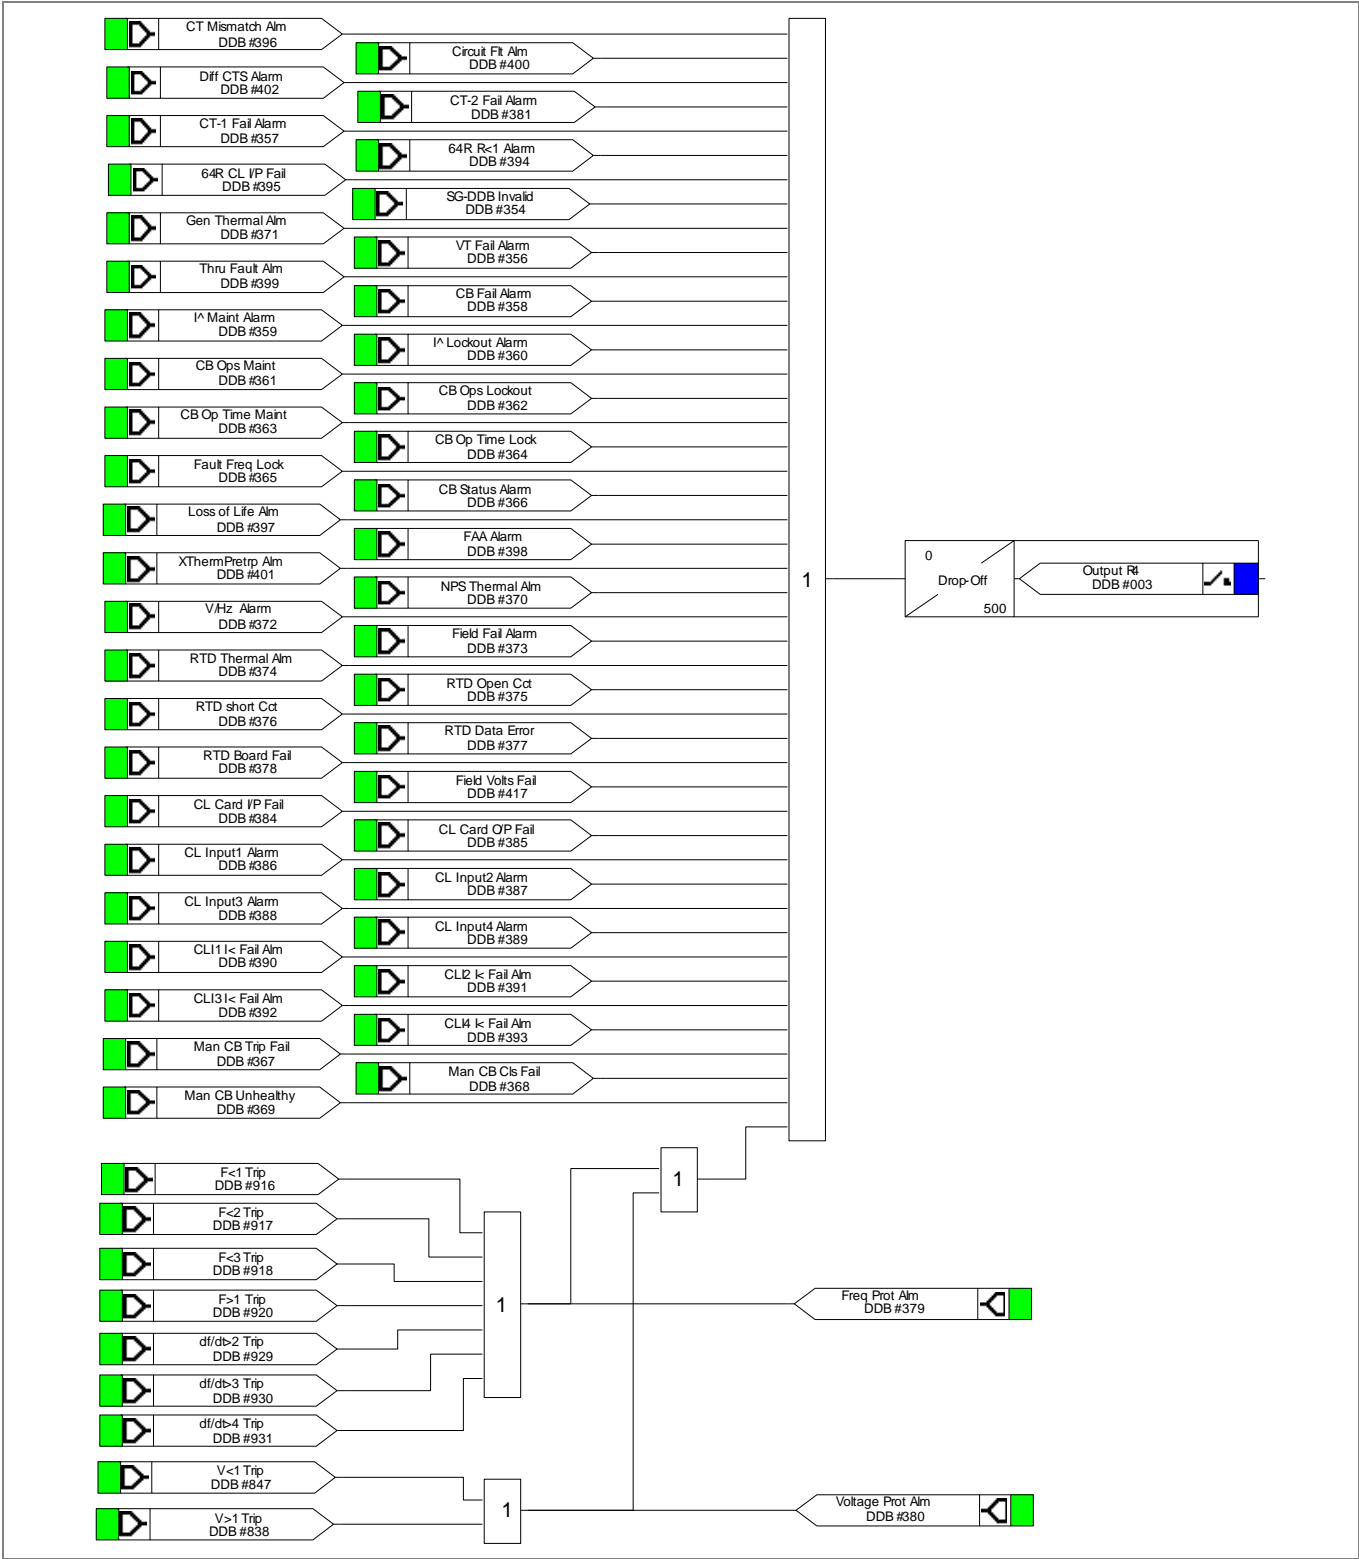 CT Mismatch Alm
DDB #396
Circuit Flt Alm
DDB #400
Diff CTS Alarm
DDB #402
CT-2 Fail Alarm
DDB #381
CT-1 Fail Alarm
DDB #357
64R R<1 Alarm
DDB #394
64R CL I/P Fail
DDB #395
SG-DDB Invalid
DDB #354
Gen Thermal Alm
DDB #371
VT Fail Alarm
DDB #356
Thru Fault Alm
DDB #399
CB Fail Alarm
DDB #358
I^ Maint Alarm
DDB #359
I^ Lockout Alarm
DDB #360
CB Ops Maint
DDB #361
CB Ops Lockout
DDB #362
CB Op Time Maint
DDB #363
CB Op Time Lock
DDB #364
Fault Freq Lock
DDB #365
CB Status Alarm
DDB #366
Loss of Life Alm
DDB #397
FAA Alarm
DDB #398
XThermPretrp Alm
DDB #401
NPS Thermal Alm
DDB #370
V/Hz Alarm
DDB #372
Field Fail Alarm
DDB #373
RTD Thermal Alm
DDB #374
RTD Open Cct
DDB #375
RTD short Cct
DDB #376
RTD Data Error
DDB #377
RTD Board Fail
DDB #378
Field Volts Fail
DDB #417
CL Card I/P Fail
DDB #384
CL Card O/P Fail
DDB #385
CL Input1 Alarm
DDB #386
CL Input2 Alarm
DDB #387
CL Input3 Alarm
DDB #388
CL Input4 Alarm
DDB #389
CLI1 I< Fail Alm
DDB #390
CLI2 I< Fail Alm
DDB #391
CLI3 I< Fail Alm
DDB #392
CLI4 I< Fail Alm
DDB #393
Man CB Trip Fail
DDB #367
Man CB Cls Fail
DDB #368
Man CB Unhealthy
DDB #369
1
0
Drop-Off
500
Output R4
DDB #003
F<1 Trip
DDB #916
F<2 Trip
DDB #917
F<3 Trip
DDB #918
F>1 Trip
DDB #920
df/dt>2 Trip
DDB #929
df/dt>3 Trip
DDB #930
df/dt>4 Trip
DDB #931
1
1
Freq Prot Alm
DDB #379
V<1 Trip
DDB #847
V>1 Trip
DDB #838
1
Voltage Prot Alm
DDB #380